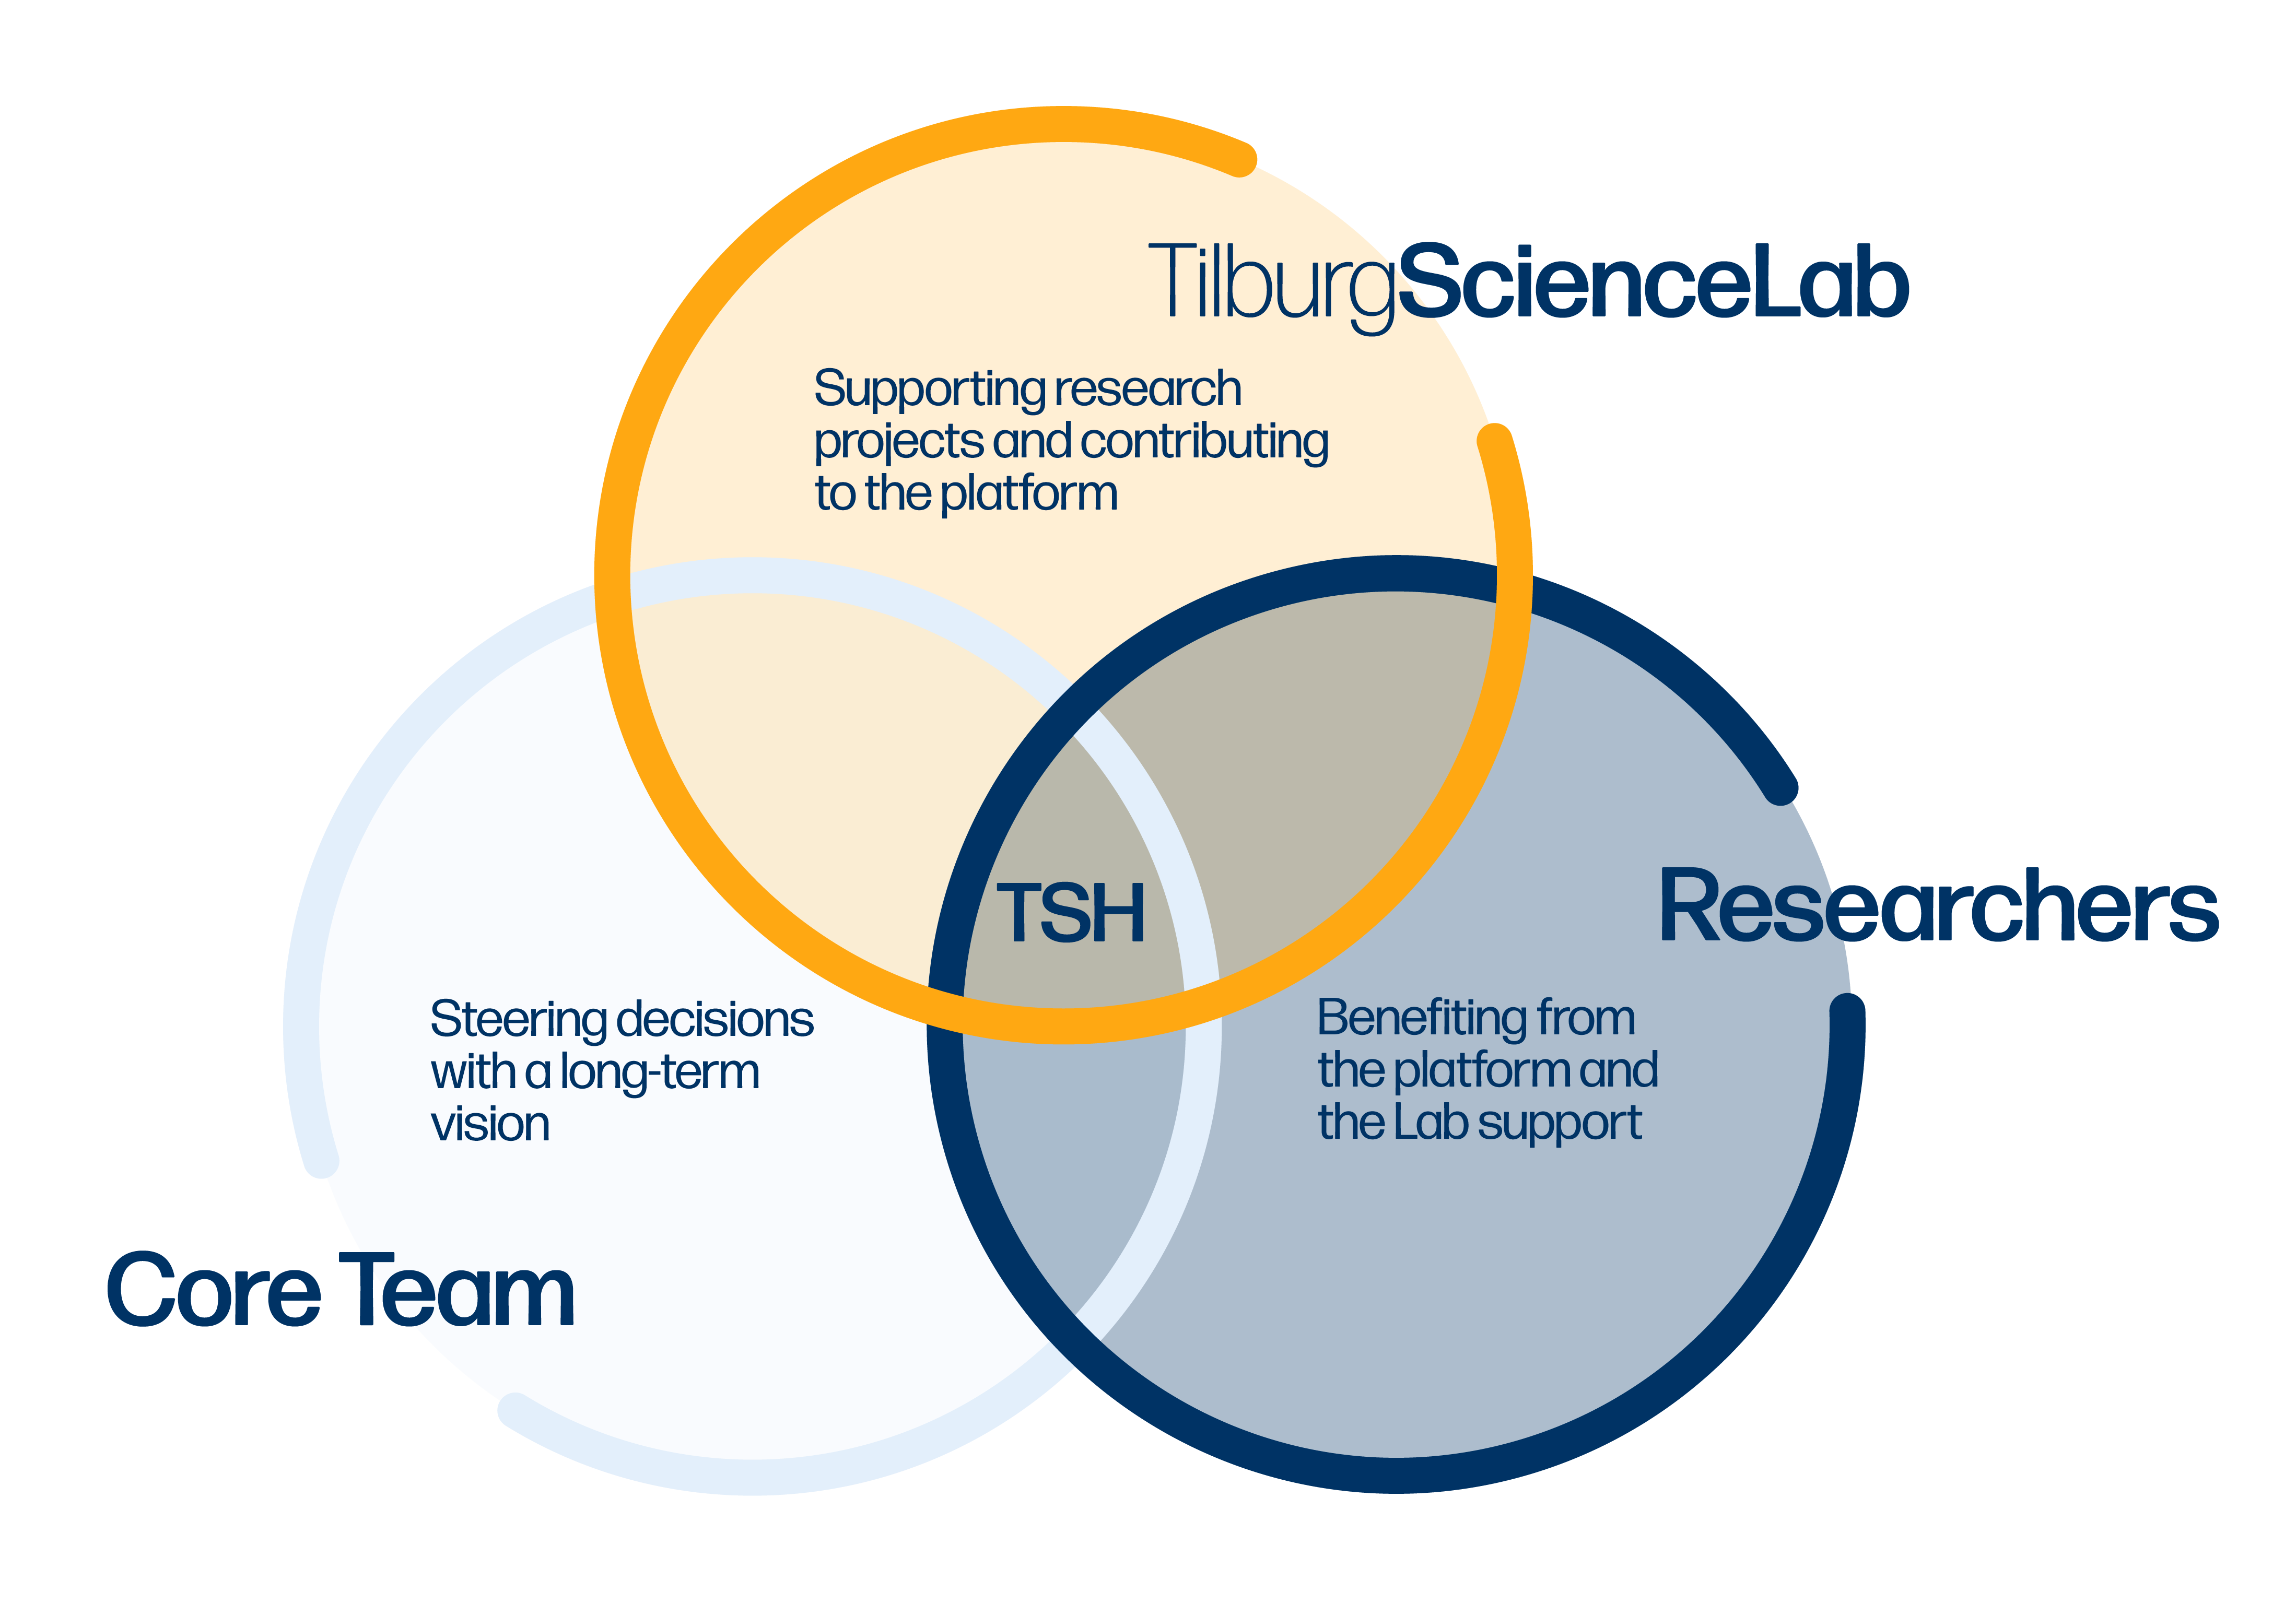 TilburgScienceLab
Supporting research
projects and contributing
to the platform
TSH
Researchers
Steering decisions
with a long-term
vision
Benefiting from
the platform and
the Lab support
Core Team